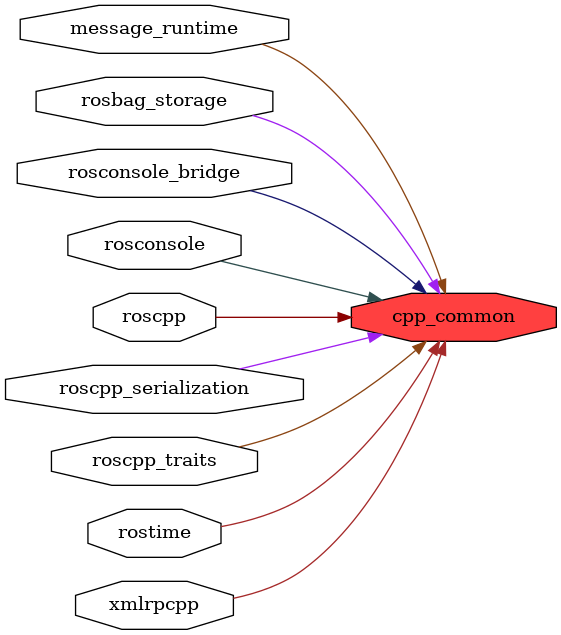 message_runtime
rosbag_storage
rosconsole_bridge
rosconsole
roscpp
cpp_common
roscpp_serialization
roscpp_traits
rostime
xmlrpcpp